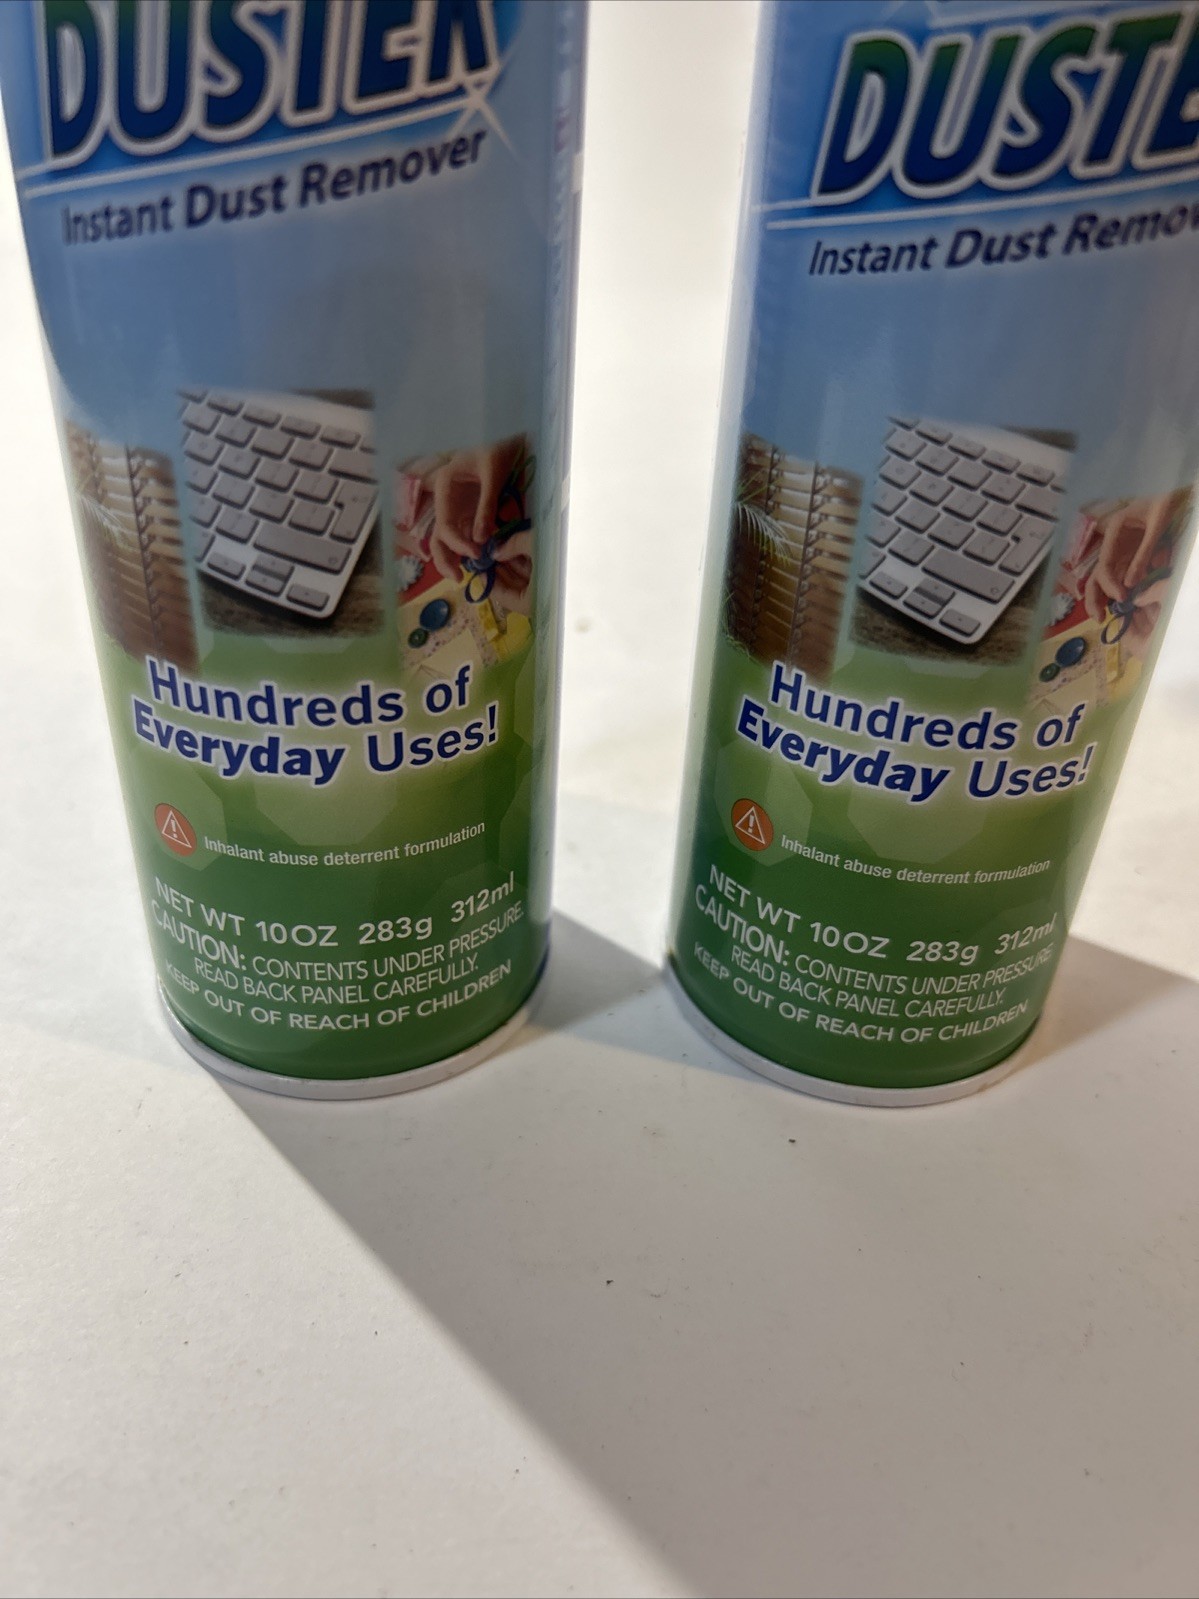 DUSTER
Instant Dust Remover
Hundreds of
Everyday Uses!
Inhalant abuse deterrent formulation
NET WT 10OZ 283g 312ml
CAUTION: CONTENTS UNDER PRESSURE.
READ BACK PANEL CAREFULLY.
KEEP OUT OF REACH OF CHILDREN
DUSTE
Instant Dust Remov
Hundreds of
Everyday Uses!
Inhalant abuse deterrent formulation
NET WT 10OZ 283g 312ml
CAUTION: CONTENTS UNDER PRESSURE.
READ BACK PANEL CAREFULLY.
KEEP OUT OF REACH OF CHILDREN